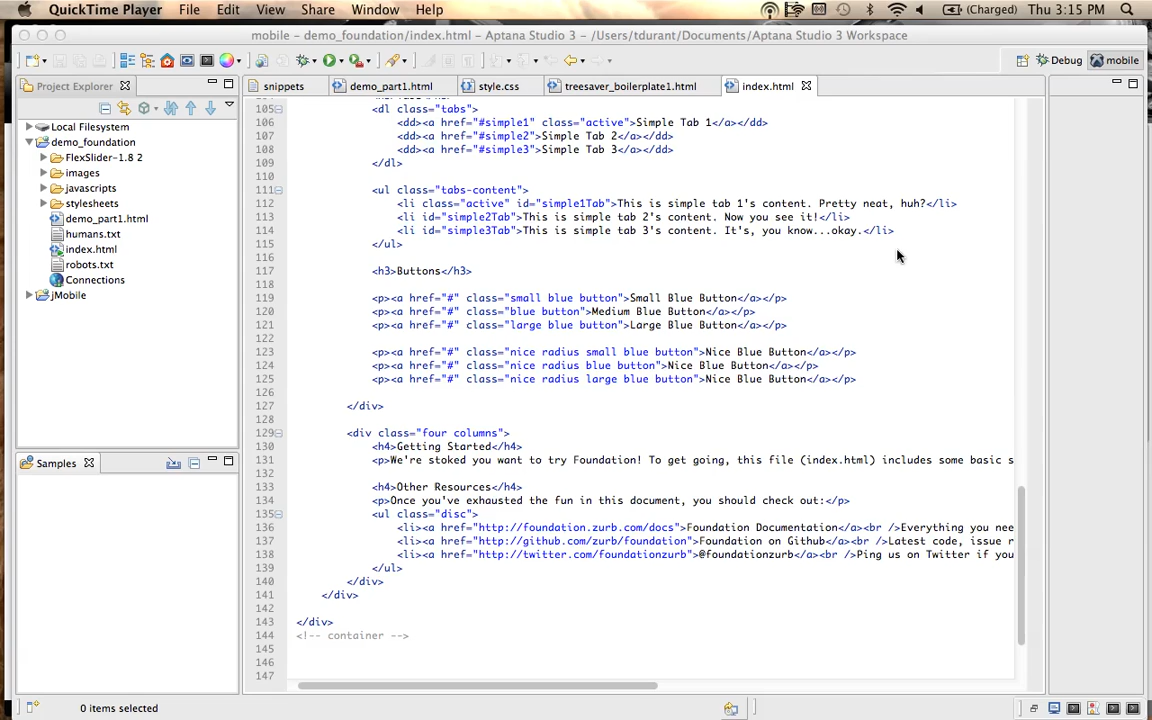 QuickTime Player File Edit View Share Window Help (Charged) Thu 3:15 PM
mobile – demo_foundation/index.html – Aptana Studio 3 – /Users/tdurant/Documents/Aptana Studio 3 Workspace
Debug mobile
Project Explorer
snippets demo_part1.html style.css treesaver_boilerplate1.html index.html
Local Filesystem
demo_foundation
FlexSlider-1.8 2
images
javascripts
stylesheets
demo_part1.html
humans.txt
index.html
robots.txt
Connections
jMobile
Samples
105 <dl class="tabs">
106 <dd><a href="#simple1" class="active">Simple Tab 1</a></dd>
107 <dd><a href="#simple2">Simple Tab 2</a></dd>
108 <dd><a href="#simple3">Simple Tab 3</a></dd>
109 </dl>
110
111 <ul class="tabs-content">
112 <li class="active" id="simple1Tab">This is simple tab 1's content. Pretty neat, huh?</li>
113 <li id="simple2Tab">This is simple tab 2's content. Now you see it!</li>
114 <li id="simple3Tab">This is simple tab 3's content. It's, you know...okay.</li>
115 </ul>
116
117 <h3>Buttons</h3>
118
119 <p><a href="#" class="small blue button">Small Blue Button</a></p>
120 <p><a href="#" class="blue button">Medium Blue Button</a></p>
121 <p><a href="#" class="large blue button">Large Blue Button</a></p>
122
123 <p><a href="#" class="nice radius small blue button">Nice Blue Button</a></p>
124 <p><a href="#" class="nice radius blue button">Nice Blue Button</a></p>
125 <p><a href="#" class="nice radius large blue button">Nice Blue Button</a></p>
126
127 </div>
128
129 <div class="four columns">
130 <h4>Getting Started</h4>
131 <p>We're stoked you want to try Foundation! To get going, this file (index.html) includes some basic s
132
133 <h4>Other Resources</h4>
134 <p>Once you've exhausted the fun in this document, you should check out:</p>
135 <ul class="disc">
136 <li><a href="http://foundation.zurb.com/docs">Foundation Documentation</a><br />Everything you nee
137 <li><a href="http://github.com/zurb/foundation">Foundation on Github</a><br />Latest code, issue r
138 <li><a href="http://twitter.com/foundationzurb">@foundationzurb</a><br />Ping us on Twitter if you
139 </ul>
140 </div>
141 </div>
142
143 </div>
144 <!-- container -->
145
146
147
0 items selected